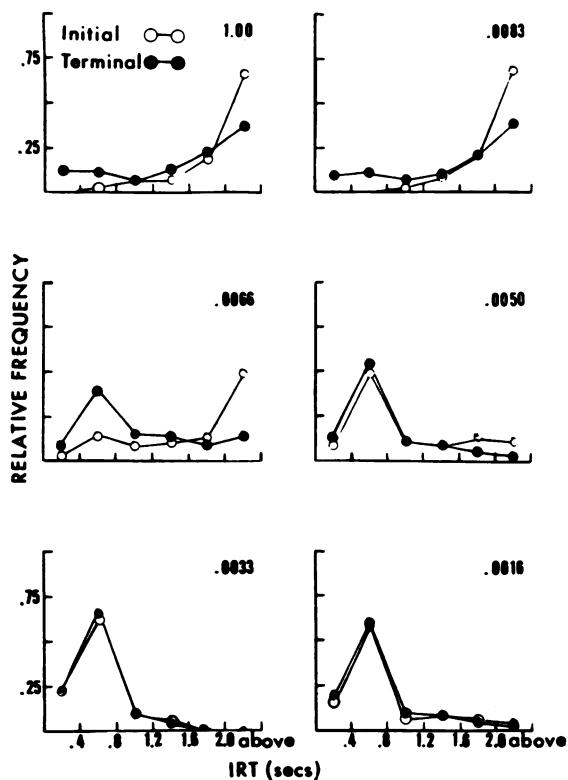 Initial 1.00
.0083
.75
Terminal
.25
RELATIVE FREQUENCY
.0066
.0050
.0033
.0016
.75
.25
.4 .8 1.2 1.6 2.0 above
.4 .8 1.2 1.6 2.0 above
IRT (secs)